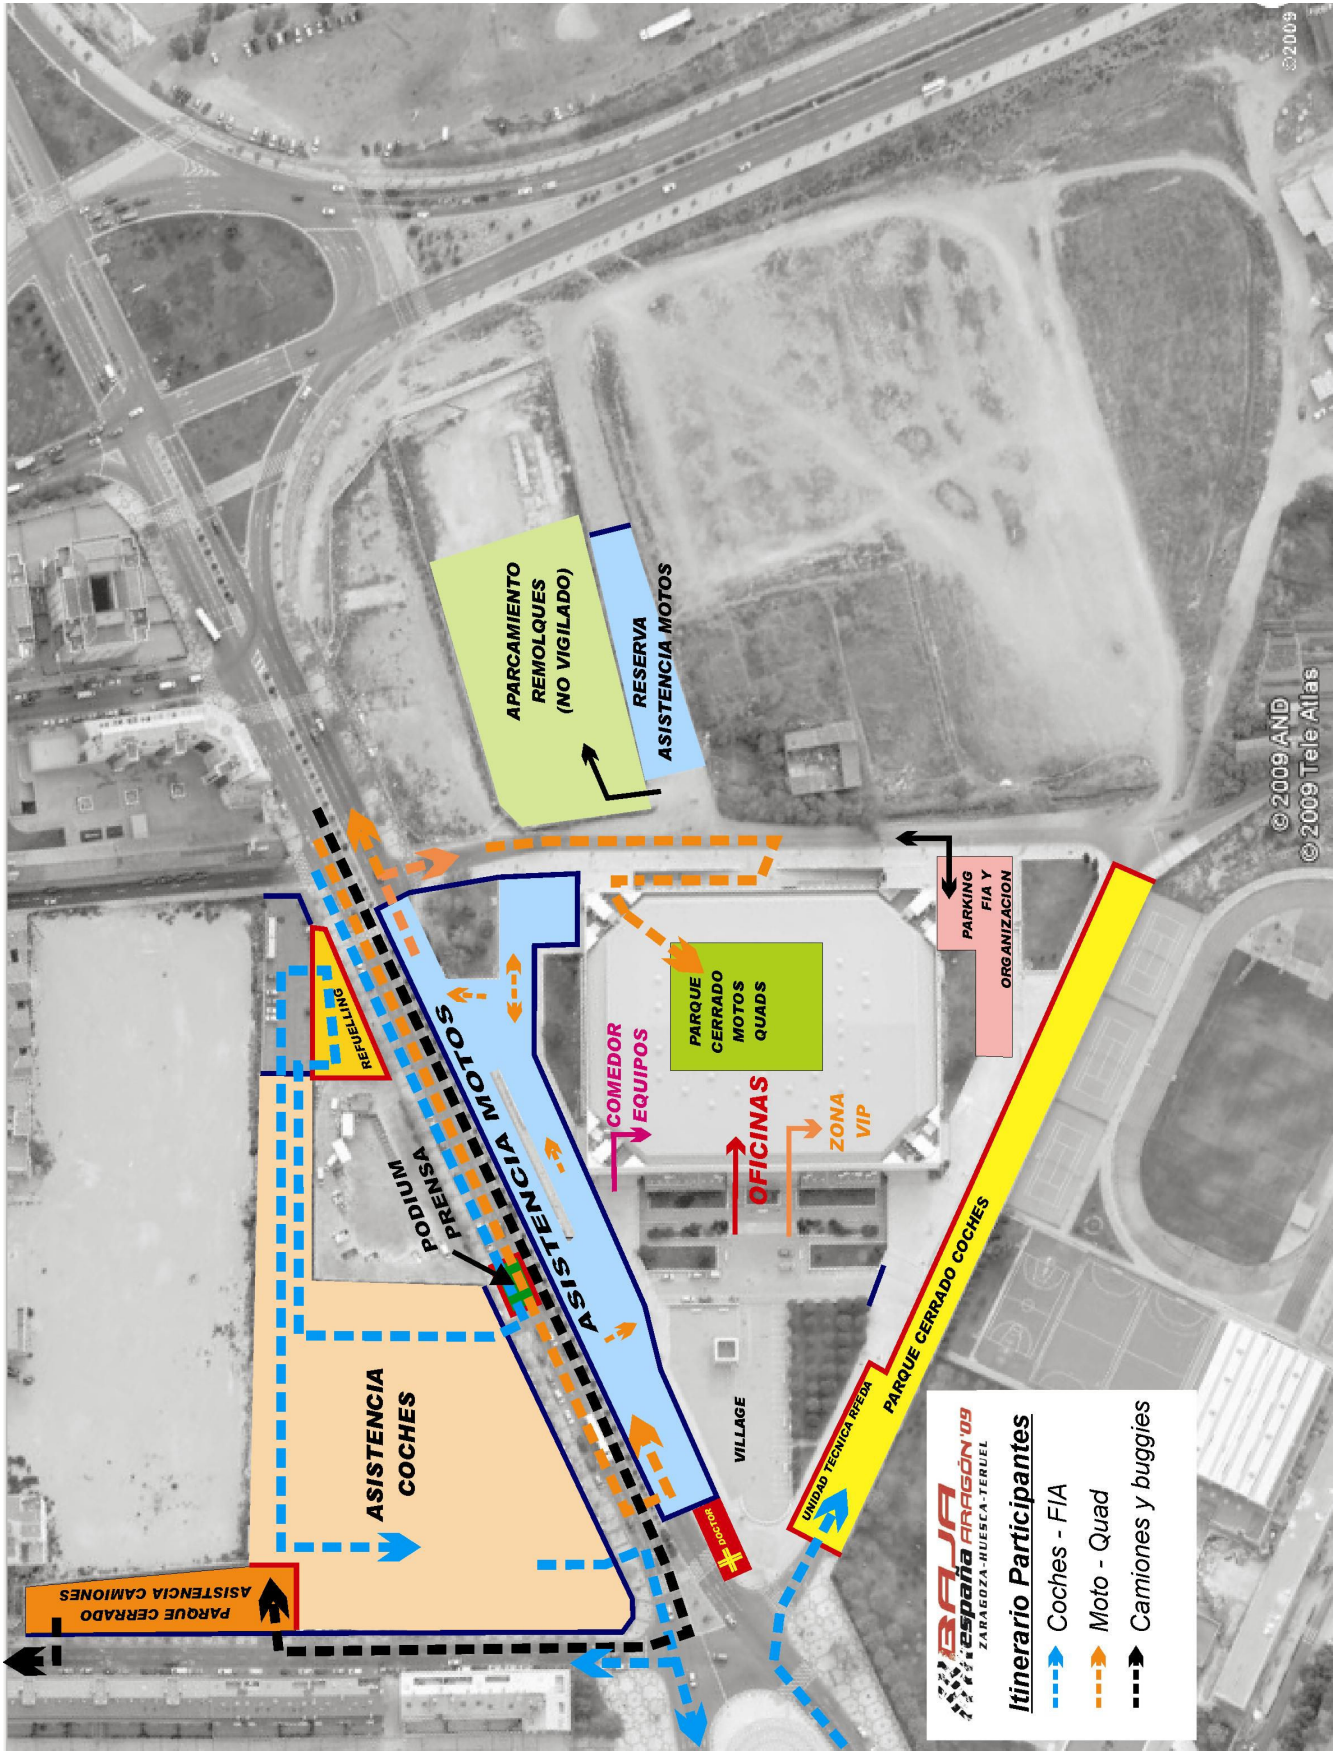 ©2009
APARCAMIENTO
REMOLQUES
(NO VIGILADO)
RESERVA
ASISTENCIA MOTOS
REFUELLING
PODIUM
PRENSA
ASISTENCIA MOTOS
ASISTENCIA
COCHES
PARQUE CERRADO
ASISTENCIA CAMIONES
COMEDOR
EQUIPOS
PARQUE
CERRADO
MOTOS
QUADS
OFICINAS
ZONA
VIP
PARKING
FIA Y
ORGANIZACION
VILLAGE
DOCTOR
UNIDAD TECNICA RFEDA
PARQUE CERRADO COCHES
© 2009 AND
© 2009 Tele Atlas
BAJA
españa ARAGÓN'09
ZARAGOZA-HUESCA-TERUEL
Itinerario Participantes
Coches - FIA
Moto - Quad
Camiones y buggies